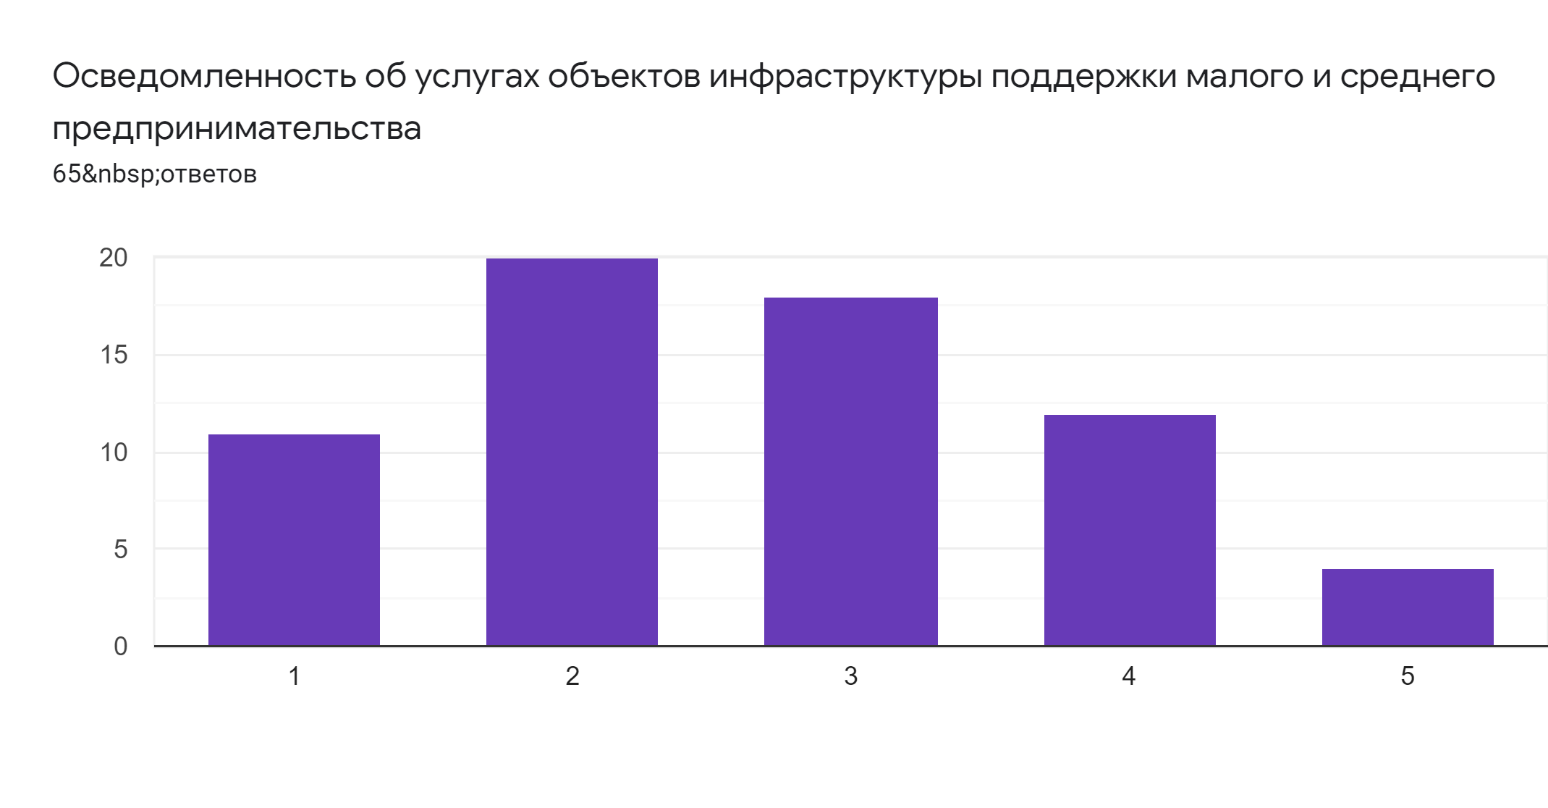 Осведомленность об услугах объектов инфраструктуры поддержки малого и среднего
предпринимательства
65&nbsp;ответов
20
15
10
5
0
1 2 3 4 5